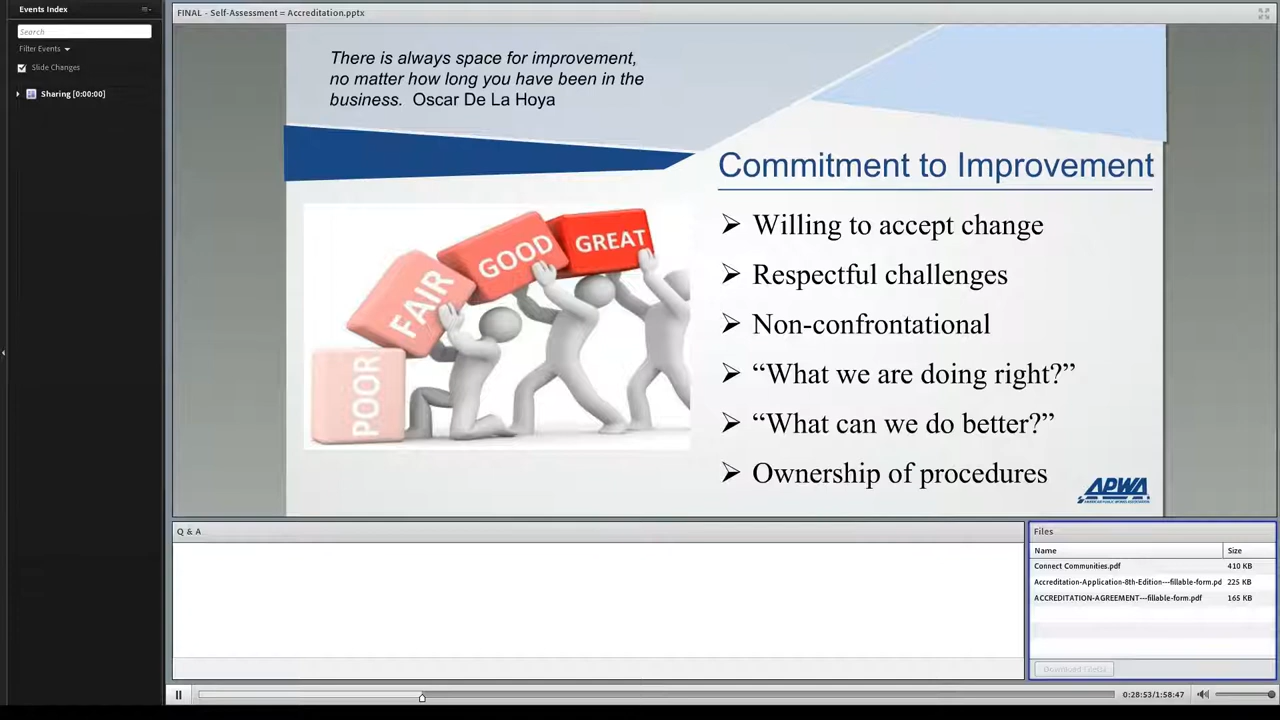 Events Index
Search
Filter Events
Slide Changes
Sharing [0:00:00]
FINAL - Self-Assessment = Accreditation.pptx
There is always space for improvement,
no matter how long you have been in the
business. Oscar De La Hoya
Commitment to Improvement
POOR
FAIR
GOOD
GREAT
Willing to accept change
Respectful challenges
Non-confrontational
“What we are doing right?”
“What can we do better?”
Ownership of procedures
APWA
Q & A
Files
Name Size
Connect Communities.pdf 410 KB
Accreditation-Application-8th-Edition---fillable-form.pd 225 KB
ACCREDITATION-AGREEMENT---fillable-form.pdf 165 KB
Download File(s)
0:28:53/1:58:47